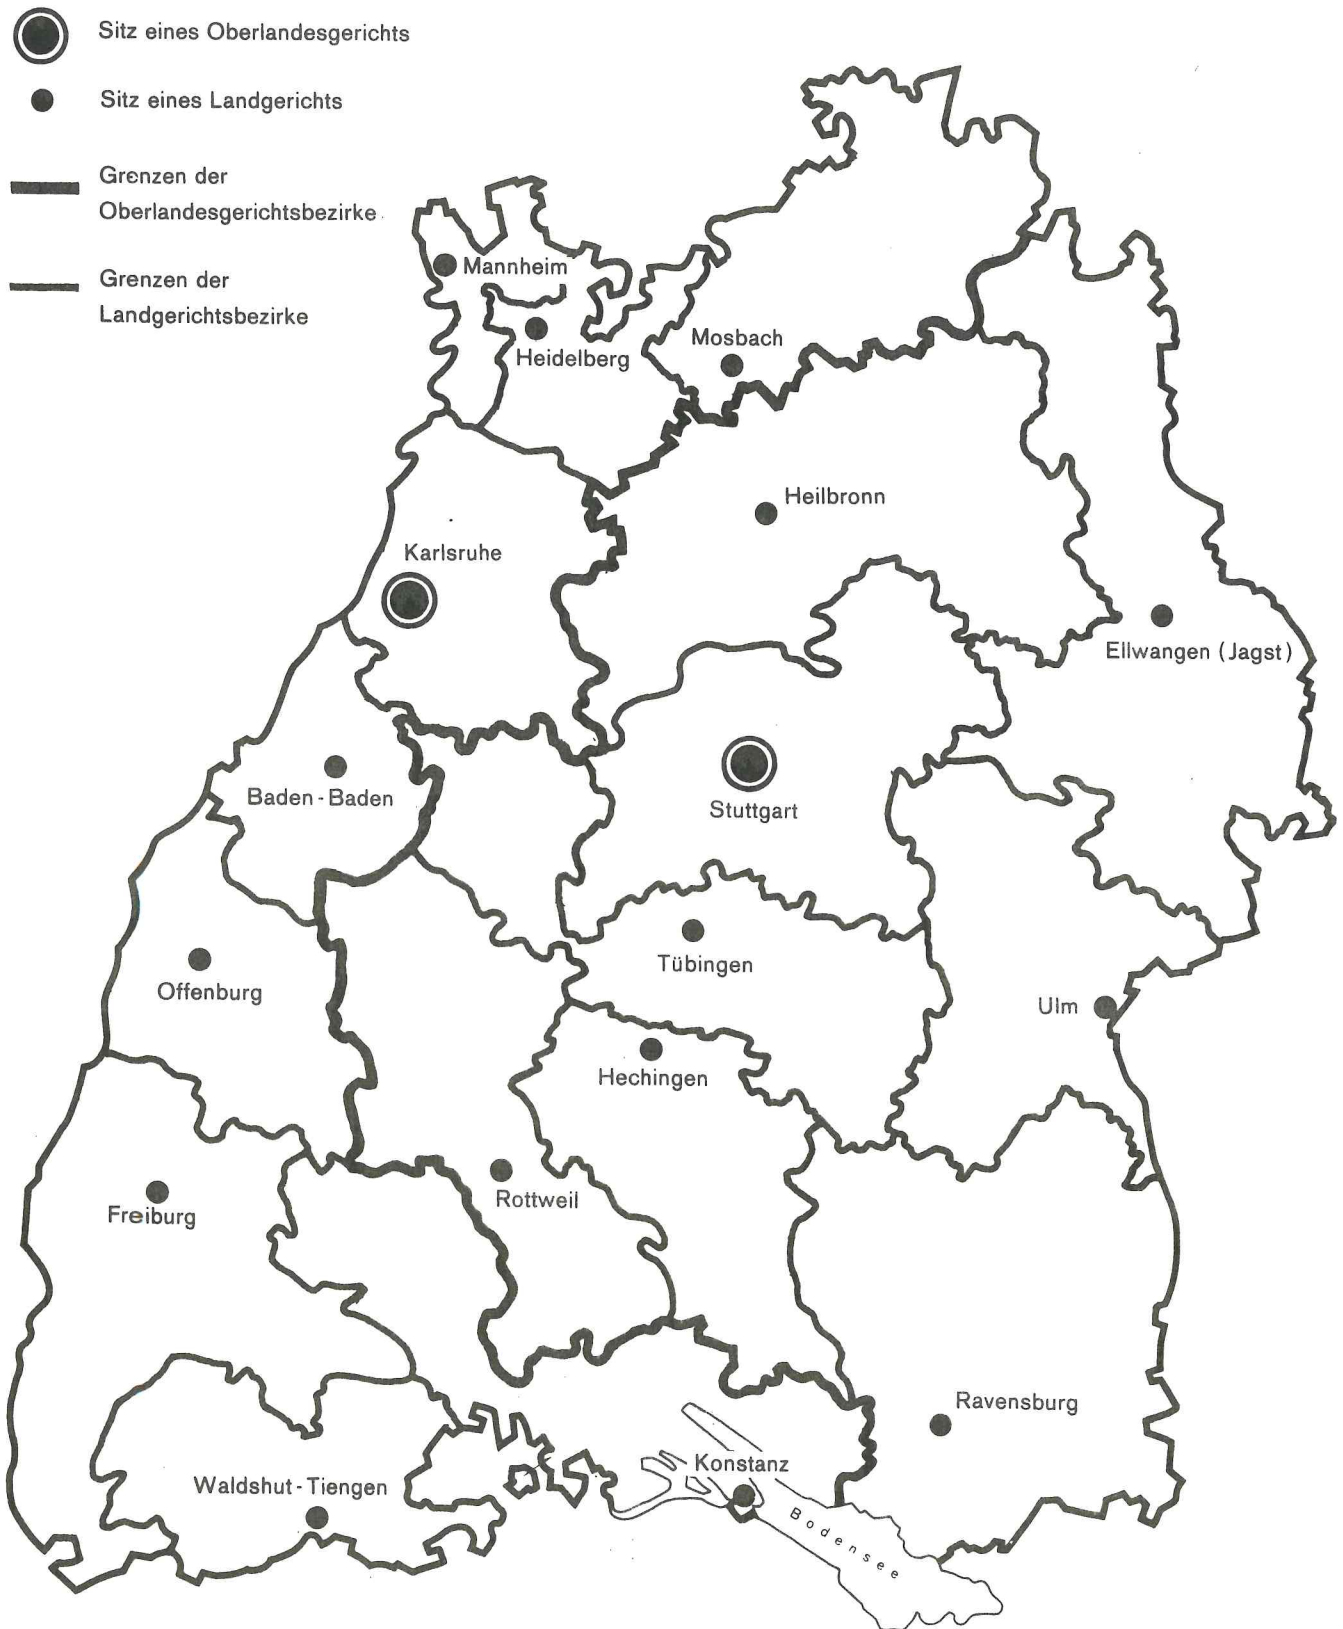 Sitz eines Oberlandesgerichts
Sitz eines Landgerichts
Grenzen der
Oberlandesgerichtsbezirke
Grenzen der
Landgerichtsbezirke
Mannheim
Heidelberg
Mosbach
Heilbronn
Karlsruhe
Ellwangen (Jagst)
Baden-Baden
Stuttgart
Tübingen
Offenburg
Ulm
Hechingen
Rottweil
Freiburg
Ravensburg
Konstanz
Waldshut-Tiengen
Bodensee